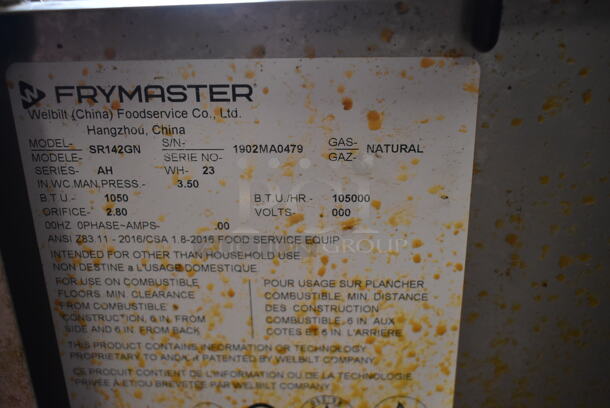 FRYMASTER
Welbilt (China) Foodservice Co., Ltd.
Hangzhou, China
MODEL- SR142GN S/N- 1902MA0479 GAS- NATURAL
MODELE- SERIE NO- GAZ-
SERIES- AH WH- 23
IN.WC.MAN.PRESS.- 3.50
B.T.U.- 1050 B.T.U./HR- 105000
ORIFICE- 2.80 VOLTS- 000
00HZ 0PHASE~AMPS- .00
ANSI Z83.11 - 2016/CSA 1.8-2016 FOOD SERVICE EQUIP.
INTENDED FOR OTHER THAN HOUSEHOLD USE
NON DESTINE a L'USAGE DOMESTIQUE
FOR USE ON COMBUSTIBLE
FLOORS. MIN. CLEARANCE
FROM COMBUSTIBLE
CONSTRUCTION, 6 IN. FROM
SIDE AND 6 IN. FROM BACK
POUR USAGE SUR PLANCHER
COMBUSTIBLE. MIN. DISTANCE
DES CONSTRUCTION
COMBUSTIBLE. 6 IN. AUX
COTES ET 6 IN. L'ARRIERE
THIS PRODUCT CONTAINS INFORMATION OR TECHNOLOGY
PROPRIETARY TO AND/ PATENTED BY WELBILT COMPANY
CE PRODUIT CONTIENT DE L'INFORMATION OU DE LA TECHNOLOGIE
PRIVÉE À ET/OU BREVETÉE PAR WELBILT COMPANY
GROUP